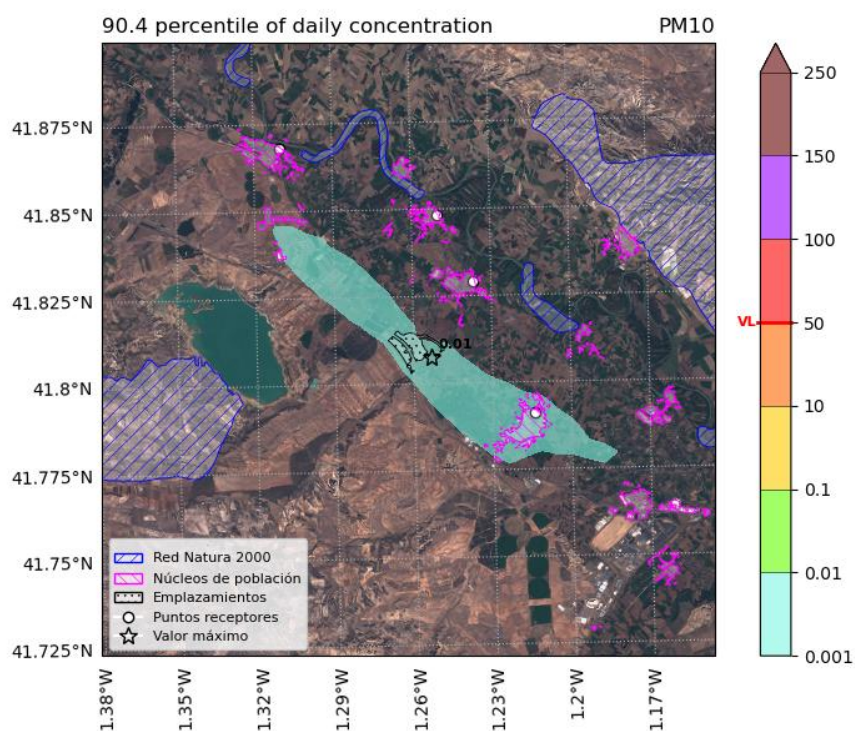 90.4 percentile of daily concentration PM10
250
41.875°N
150
41.85°N
100
41.825°N
VL 50
0.01
41.8°N
10
41.775°N
0.1
41.75°N
0.01
41.725°N
0.001
Red Natura 2000
Núcleos de población
Emplazamientos
Puntos receptores
Valor máximo
1.38°W
1.35°W
1.32°W
1.29°W
1.26°W
1.23°W
1.2°W
1.17°W